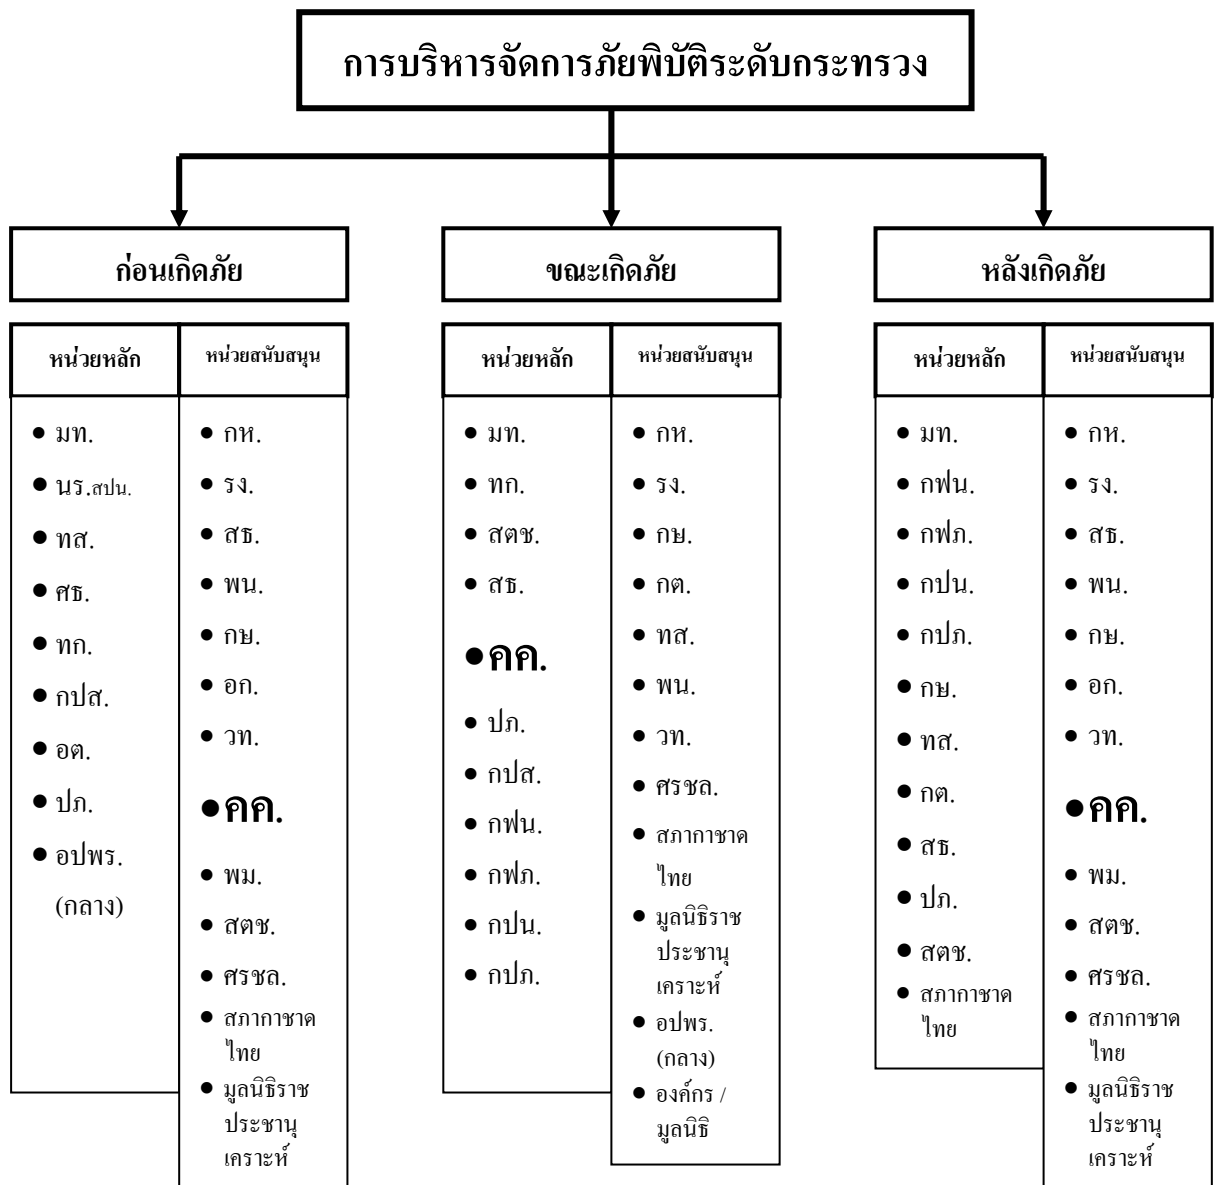 การบริหารจัดการภัยพิบัติระดับกระทรวง
ก่อนเกิดภัย
หน่วยหลัก
• มท.
• นร.สปน.
• ทส.
• ศธ.
• ทก.
• กปส.
• อต.
• ปภ.
• อปพร.
(กลาง)
หน่วยสนับสนุน
• กห.
• รง.
• สธ.
• พน.
• กษ.
• อก.
• วท.
• คค.
• พม.
• สตช.
• ศรชล.
• สภากาชาด
ไทย
• มูลนิธิราช
ประชานุ
เคราะห์
ขณะเกิดภัย
หน่วยหลัก
• มท.
• ทก.
• สตช.
• สธ.
• คค.
• ปภ.
• กปส.
• กฟน.
• กฟภ.
• กปน.
• กปภ.
หน่วยสนับสนุน
• กห.
• รง.
• กษ.
• กต.
• ทส.
• พน.
• วท.
• ศรชล.
• สภากาชาด
ไทย
• มูลนิธิราช
ประชานุ
เคราะห์
• อปพร.
(กลาง)
• องค์กร /
มูลนิธิ
หลังเกิดภัย
หน่วยหลัก
• มท.
• กฟน.
• กฟภ.
• กปน.
• กปภ.
• กษ.
• ทส.
• กต.
• สธ.
• ปภ.
• สตช.
• สภากาชาด
ไทย
หน่วยสนับสนุน
• กห.
• รง.
• สธ.
• พน.
• กษ.
• อก.
• วท.
• คค.
• พม.
• สตช.
• ศรชล.
• สภากาชาด
ไทย
• มูลนิธิราช
ประชานุ
เคราะห์